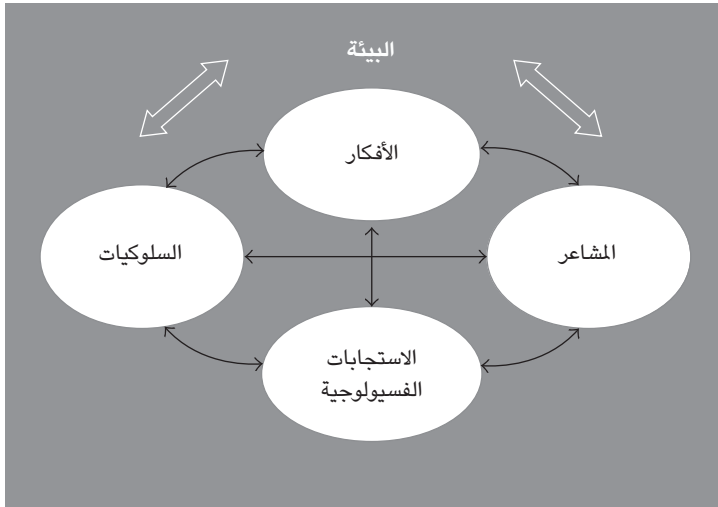 البيئة
الأفكار
المشاعر
السلوكيات
الاستجابات
الفسيولوجية